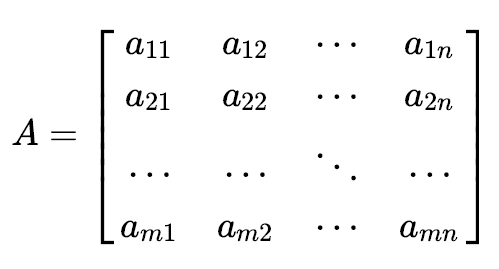 a₁₁ a₁₂ ⋯ a₁ₙ
a₂₁ a₂₂ ⋯ a₂ₙ
A = [ … … ⋱ … ]
aₘ₁ aₘ₂ ⋯ aₘₙ